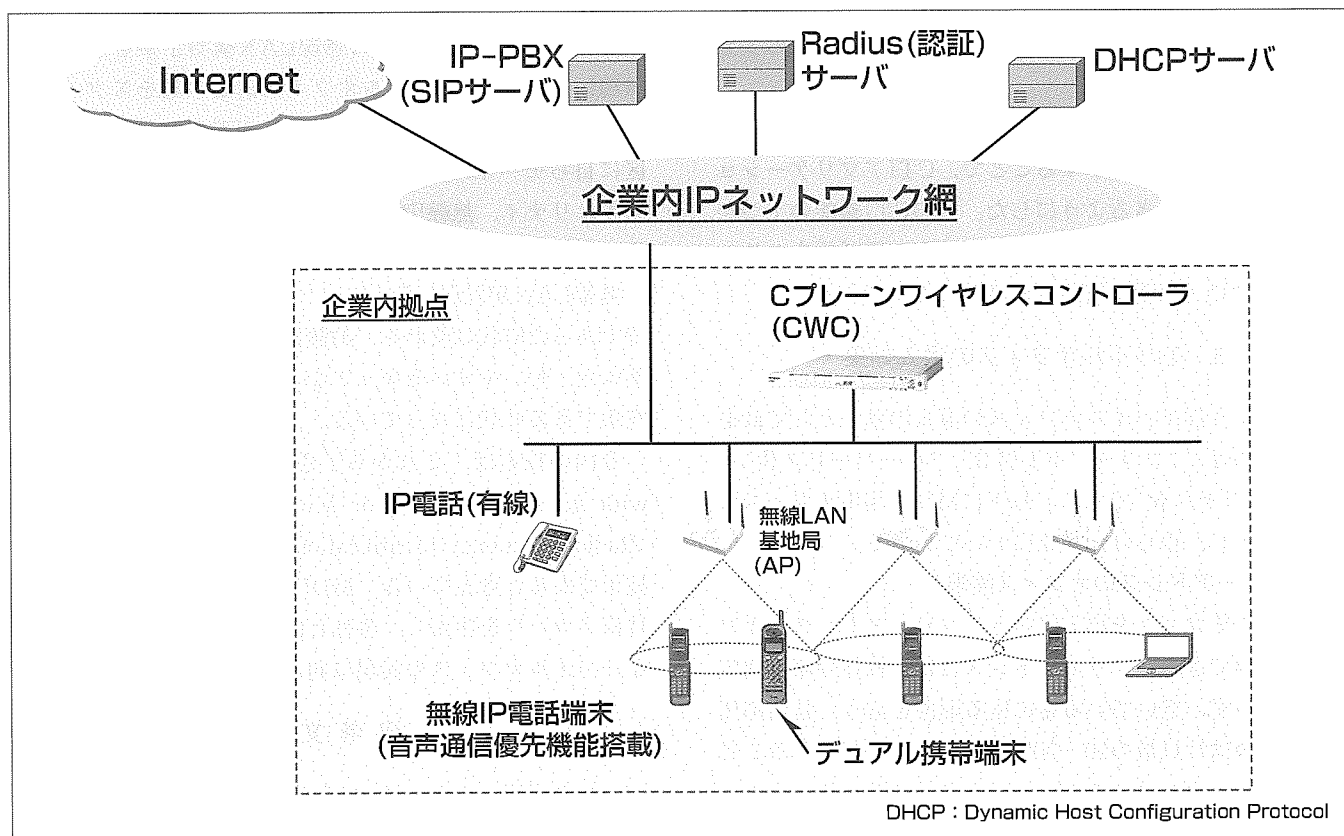 Internet
IP-PBX
(SIPサーバ)
Radius(認証)
サーバ
DHCPサーバ
企業内IPネットワーク網
企業内拠点
Cプレーンワイヤレスコントローラ
(CWC)
IP電話(有線)
無線LAN
基地局
(AP)
無線IP電話端末
(音声通信優先機能搭載)
デュアル携帯端末
DHCP：Dynamic Host Configuration Protocol